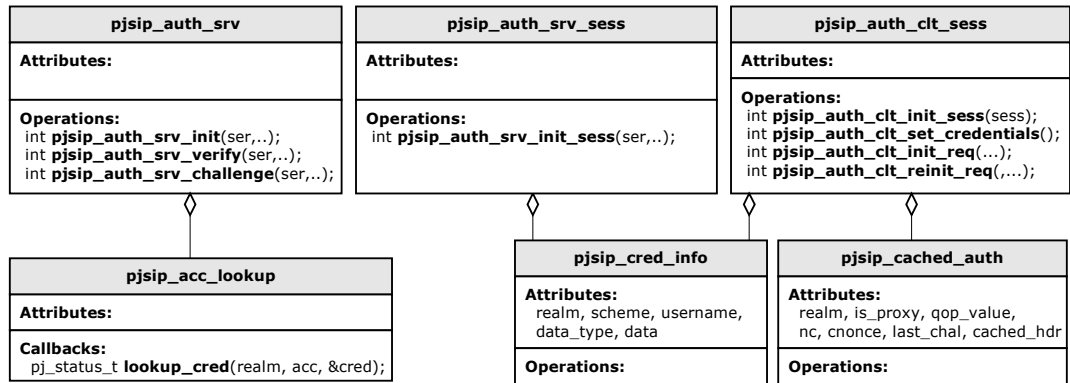 pjsip_auth_srv
Attributes:
Operations:
int pjsip_auth_srv_init(ser,..);
int pjsip_auth_srv_verify(ser,..);
int pjsip_auth_srv_challenge(ser,..);
pjsip_auth_srv_sess
Attributes:
Operations:
int pjsip_auth_srv_init_sess(ser,..);
pjsip_auth_clt_sess
Attributes:
Operations:
int pjsip_auth_clt_init_sess(sess);
int pjsip_auth_clt_set_credentials();
int pjsip_auth_clt_init_req(...);
int pjsip_auth_clt_reinit_req(,...);
pjsip_acc_lookup
Attributes:
Callbacks:
pj_status_t lookup_cred(realm, acc, &cred);
pjsip_cred_info
Attributes:
realm, scheme, username,
data_type, data
Operations:
pjsip_cached_auth
Attributes:
realm, is_proxy, qop_value,
nc, cnonce, last_chal, cached_hdr
Operations: